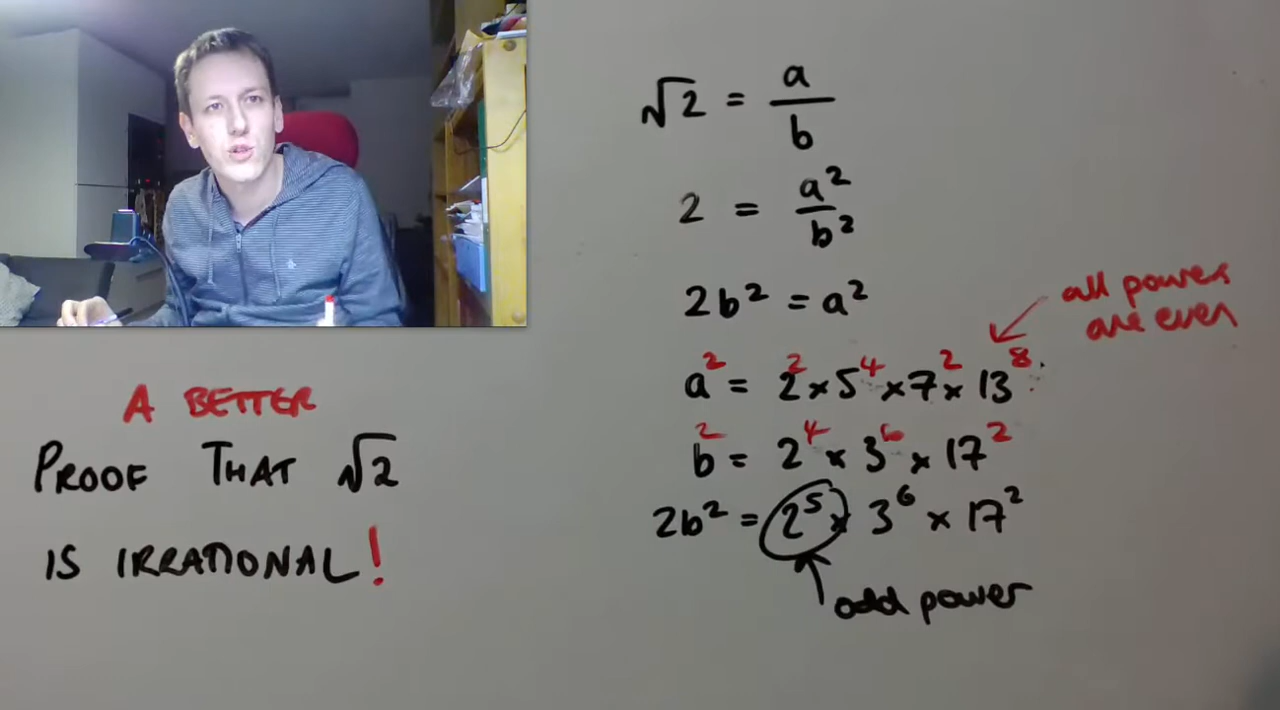 A BETTER
PROOF THAT √2
IS IRRATIONAL!
√2 = a/b
2 = a²/b²
2b² = a²
all power
are even
a² = 2² × 5⁴ × 7² × 13⁸
b² = 2⁴ × 3⁶ × 17²
2b² = 2⁵ × 3⁶ × 17²
odd power